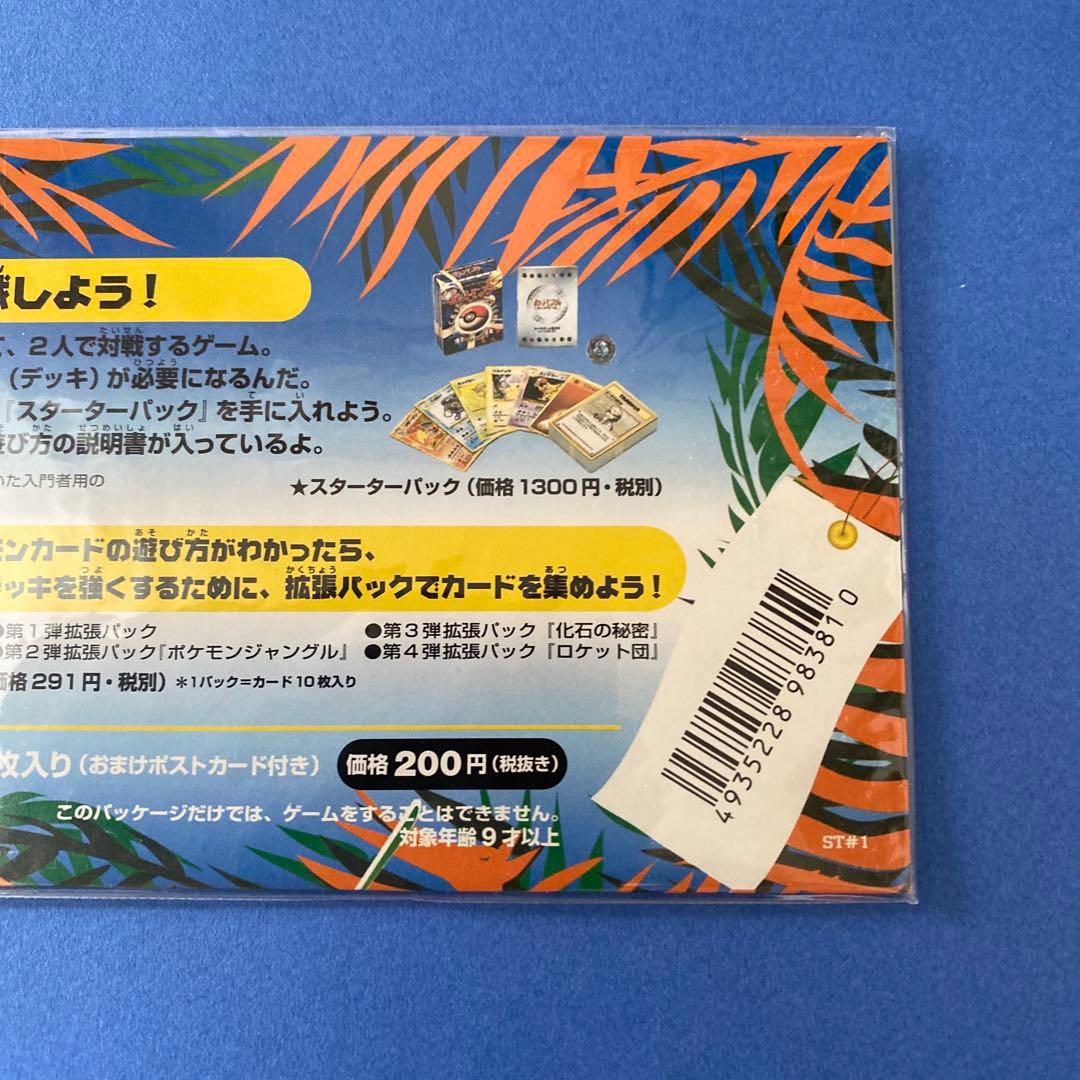 しよう！
、2人で対戦するゲーム。
（デッキ）が必要になるんだ。
『スターターパック』を手に入れよう。
び方の説明書が入っているよ。
いた入門者用の
★スターターパック（価格1300円・税別）
ンカードの遊び方がわかったら、
ッキを強くするために、拡張パックでカードを集めよう！
●第1弾拡張パック
●第3弾拡張パック『化石の秘密』
●第2弾拡張パック『ポケモンジャングル』
●第4弾拡張パック『ロケット団』
価格291円・税別）＊1パック=カード10枚入り
枚入り（おまけポストカード付き）
価格200円（税抜き）
このパッケージだけでは、ゲームをすることはできません。
対象年齢9才以上
4935228983810
ST#1